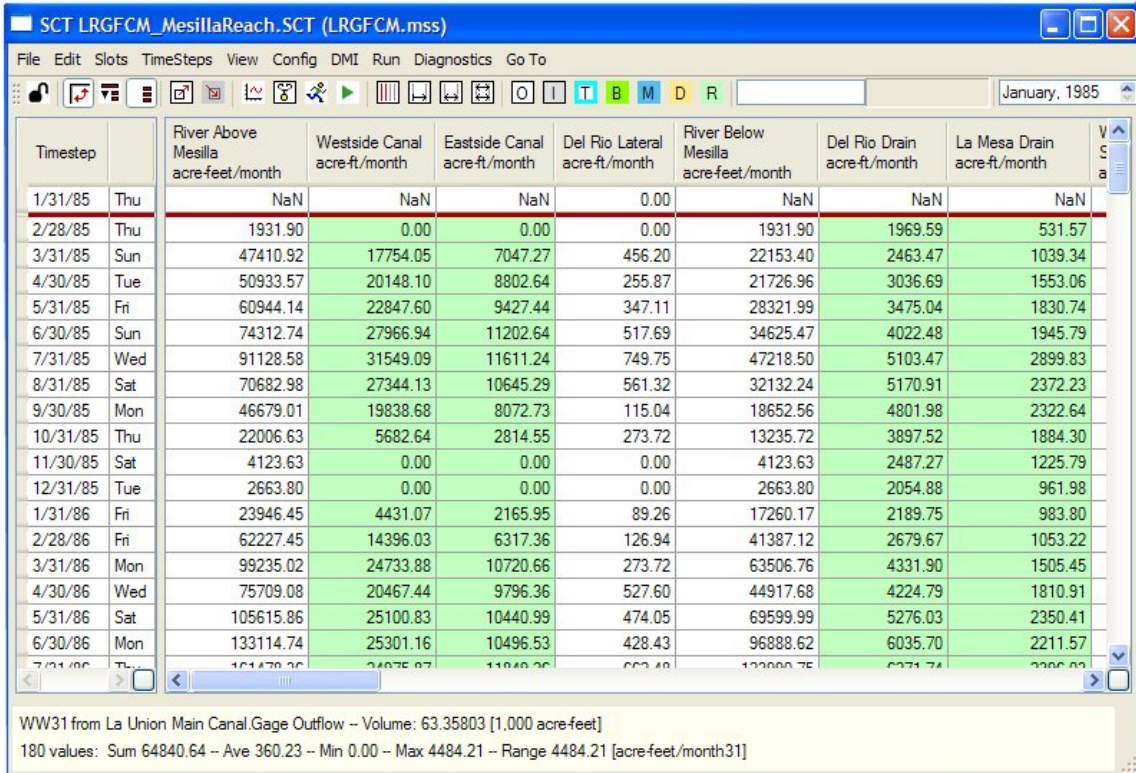 SCT LRGFCM_MesillaReach.SCT (LRGFCM.mss)
File Edit Slots TimeSteps View Config DMI Run Diagnostics Go To
O I T B M D R January, 1985
Timestep River Above Mesilla acre-feet/month Westside Canal acre-ft/month Eastside Canal acre-ft/month Del Rio Lateral acre-ft/month River Below Mesilla acre-feet/month Del Rio Drain acre-ft/month La Mesa Drain acre-ft/month
1/31/85 Thu NaN NaN NaN 0.00 NaN NaN NaN
2/28/85 Thu 1931.90 0.00 0.00 0.00 1931.90 1969.59 531.57
3/31/85 Sun 47410.92 17754.05 7047.27 456.20 22153.40 2463.47 1039.34
4/30/85 Tue 50933.57 20148.10 8802.64 255.87 21726.96 3036.69 1553.06
5/31/85 Fri 60944.14 22847.60 9427.44 347.11 28321.99 3475.04 1830.74
6/30/85 Sun 74312.74 27966.94 11202.64 517.69 34625.47 4022.48 1945.79
7/31/85 Wed 91128.58 31549.09 11611.24 749.75 47218.50 5103.47 2899.83
8/31/85 Sat 70682.98 27344.13 10645.29 561.32 32132.24 5170.91 2372.23
9/30/85 Mon 46679.01 19838.68 8072.73 115.04 18652.56 4801.98 2322.64
10/31/85 Thu 22006.63 5682.64 2814.55 273.72 13235.72 3897.52 1884.30
11/30/85 Sat 4123.63 0.00 0.00 0.00 4123.63 2487.27 1225.79
12/31/85 Tue 2663.80 0.00 0.00 0.00 2663.80 2054.88 961.98
1/31/86 Fri 23946.45 4431.07 2165.95 89.26 17260.17 2189.75 983.80
2/28/86 Fri 62227.45 14396.03 6317.36 126.94 41387.12 2679.67 1053.22
3/31/86 Mon 99235.02 24733.88 10720.66 273.72 63506.76 4331.90 1505.45
4/30/86 Wed 75709.08 20467.44 9796.36 527.60 44917.68 4224.79 1810.91
5/31/86 Sat 105615.86 25100.83 10440.99 474.05 69599.99 5276.03 2350.41
6/30/86 Mon 133114.74 25301.16 10496.53 428.43 96888.62 6035.70 2211.57
WW31 from La Union Main Canal.Gage Outflow -- Volume: 63.35803 [1,000 acre-feet]
180 values: Sum 64840.64 -- Ave 360.23 -- Min 0.00 -- Max 4484.21 -- Range 4484.21 [acre-feet/month31]